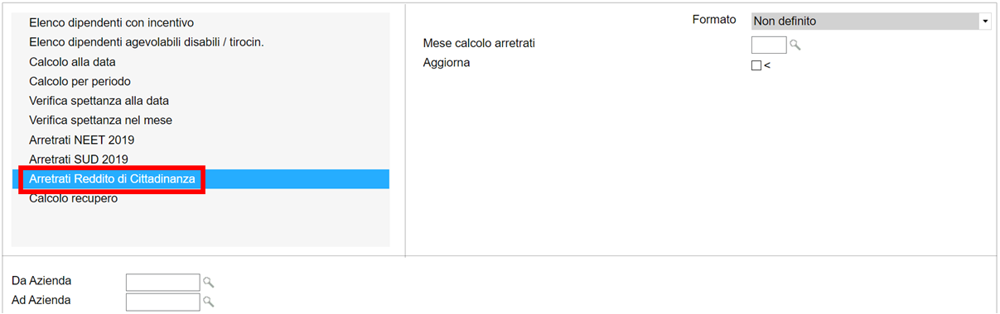 Elenco dipendenti con incentivo
Elenco dipendenti agevolabili disabili / tirocin.
Calcolo alla data
Calcolo per periodo
Verifica spettanza alla data
Verifica spettanza nel mese
Arretrati NEET 2019
Arretrati SUD 2019
Arretrati Reddito di Cittadinanza
Calcolo recupero
Formato Non definito
Mese calcolo arretrati
Aggiorna <
Da Azienda
Ad Azienda